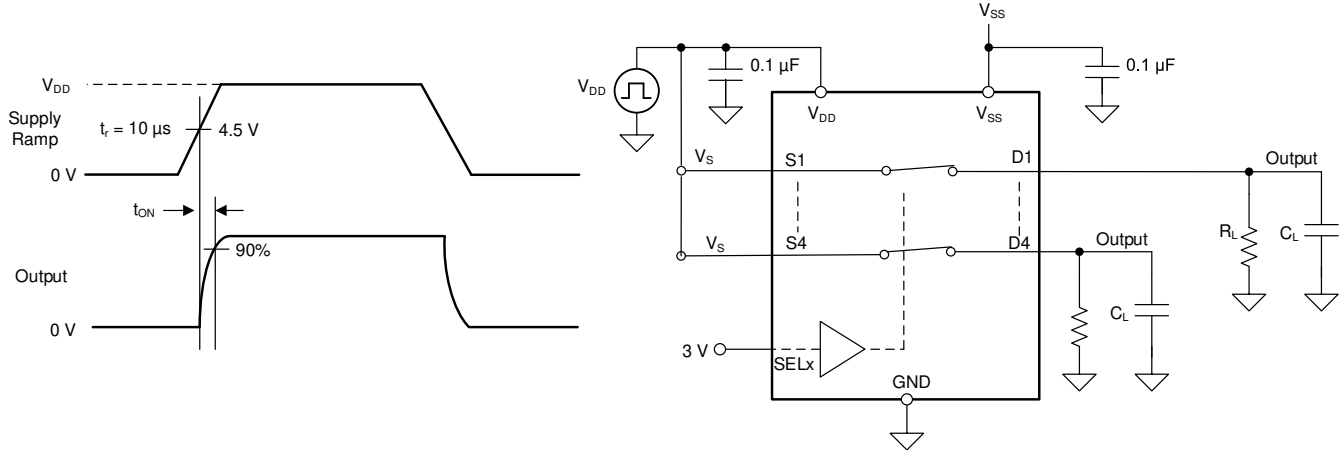 V_DD
Supply
Ramp
t_r = 10 µs
4.5 V
0 V
t_ON
90%
Output
0 V
V_SS
0.1 µF
0.1 µF
V_DD
V_DD
V_SS
V_S
S1
D1
Output
V_S
S4
D4
Output
R_L
C_L
C_L
3 V
SELx
GND